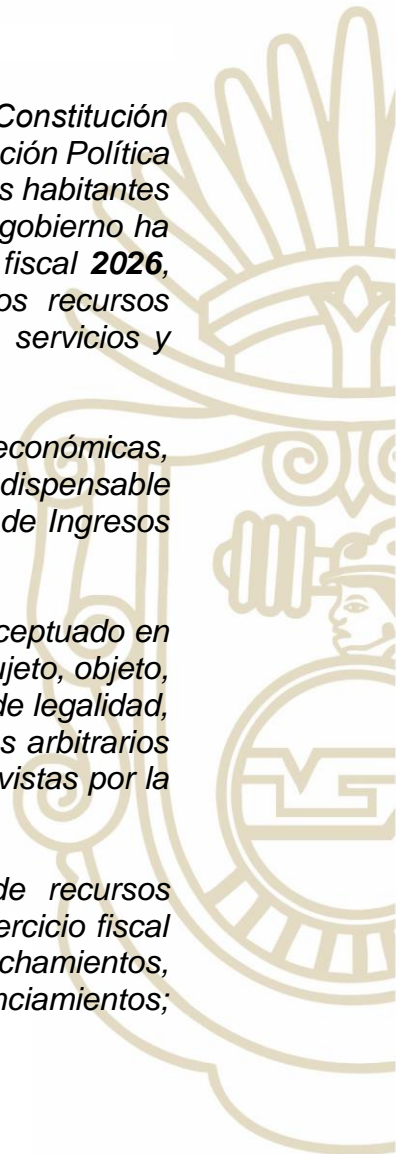 Constitución
ción Política
s habitantes
gobierno ha
fiscal 2026,
os recursos
servicios y
económicas,
dispensable
de Ingresos
ceptuado en
ujeto, objeto,
de legalidad,
s arbitrarios
vistas por la
de recursos
ercicio fiscal
chamientos,
nciamientos;